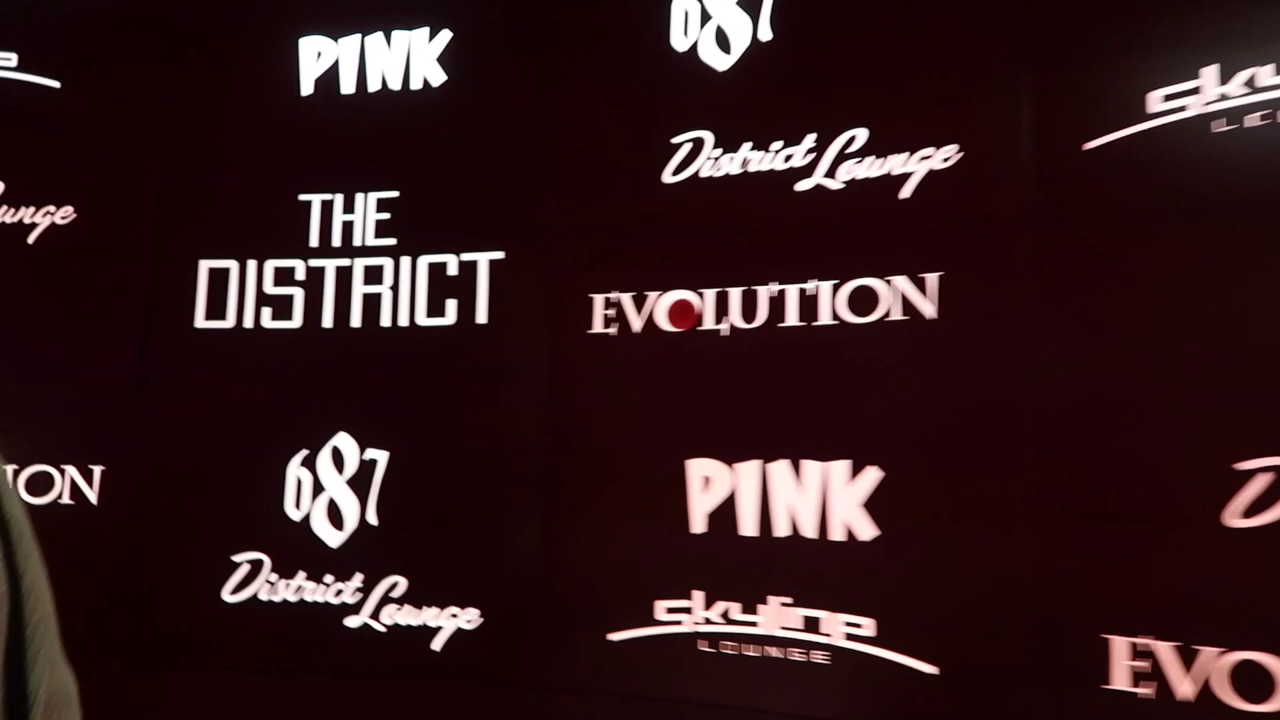 PINK
687
District Lounge
THE
DISTRICT
EVOLUTION
687
District Lounge
PINK
skyline
LOUNGE